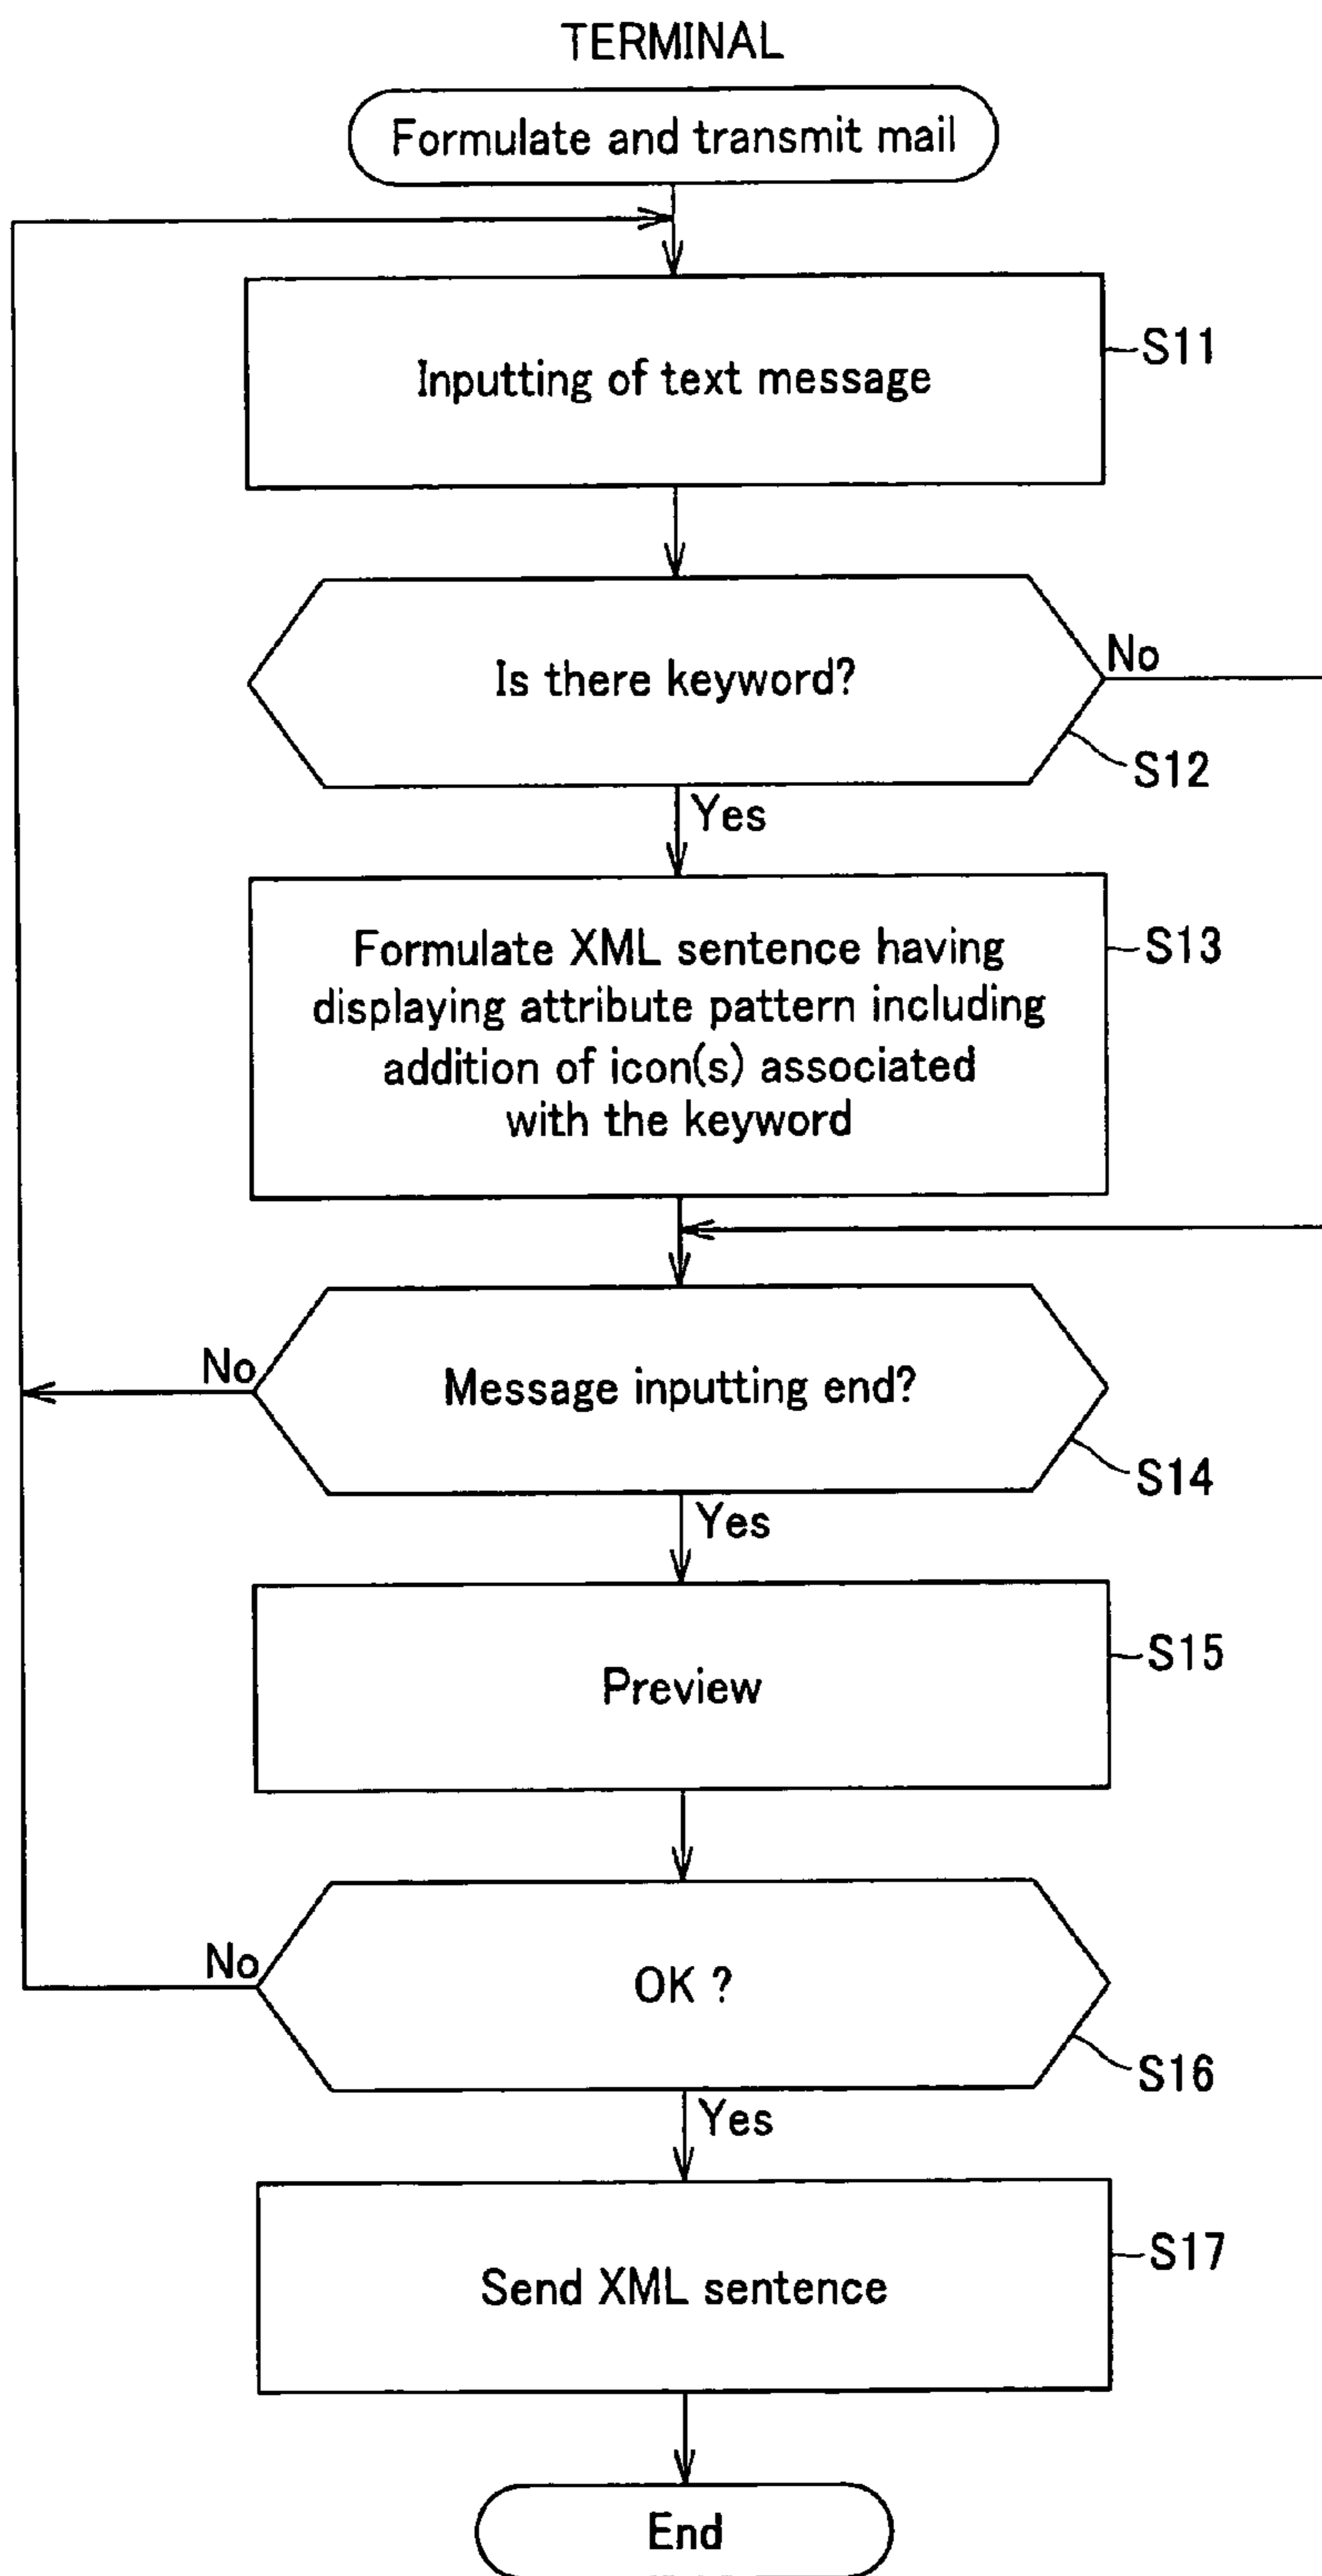 TERMINAL
Formulate and transmit mail
Inputting of text message
S11
Is there keyword?
No
S12
Yes
Formulate XML sentence having
displaying attribute pattern including
addition of icon(s) associated
with the keyword
S13
No
Message inputting end?
S14
Yes
Preview
S15
No
OK ?
S16
Yes
Send XML sentence
S17
End